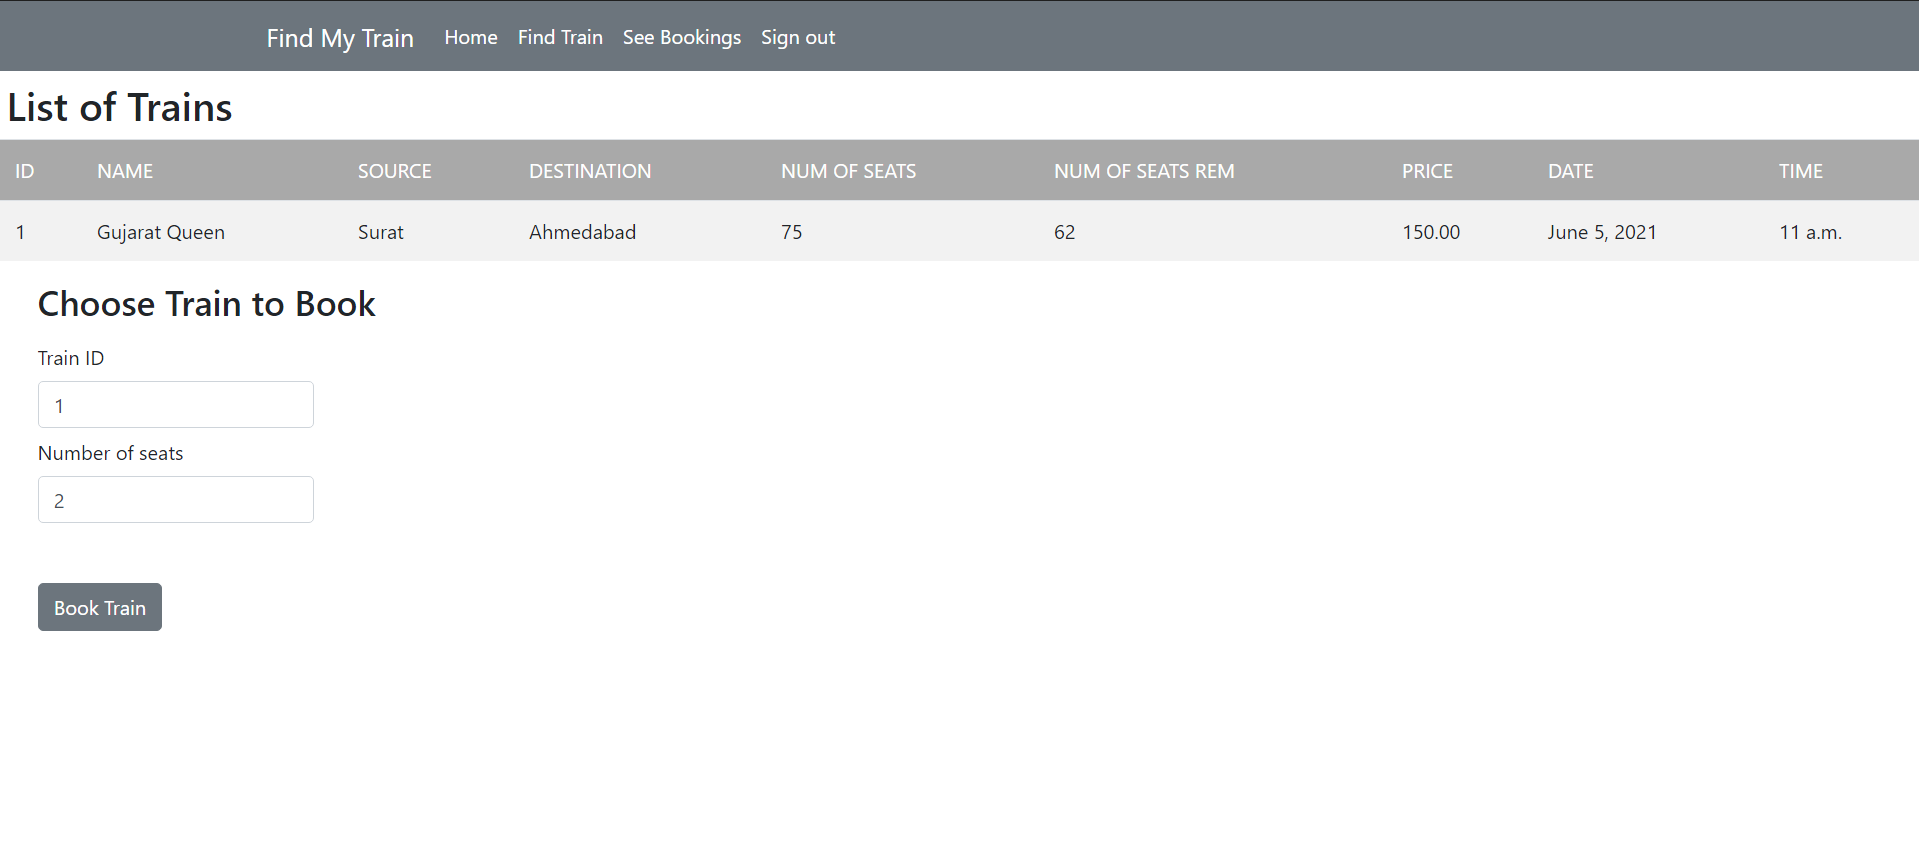 Find My Train Home Find Train See Bookings Sign out
List of Trains
ID NAME SOURCE DESTINATION NUM OF SEATS NUM OF SEATS REM PRICE DATE TIME
1 Gujarat Queen Surat Ahmedabad 75 62 150.00 June 5, 2021 11 a.m.
Choose Train to Book
Train ID
1
Number of seats
2
Book Train